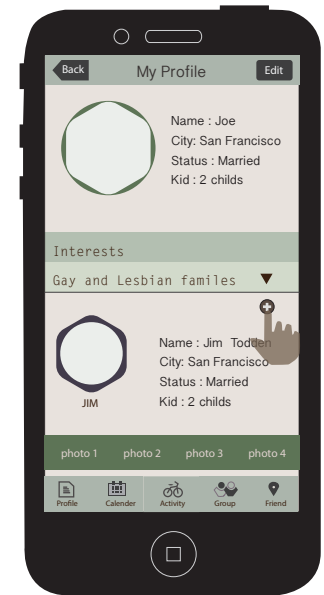 Back
My Profile
Edit
Name : Joe
City: San Francisco
Status : Married
Kid : 2 childs
Interests
Gay and Lesbian familes
Name : Jim Todden
City: San Francisco
Status : Married
Kid : 2 childs
JIM
photo 1 photo 2 photo 3 photo 4
Profile Calender Activity Group Friend